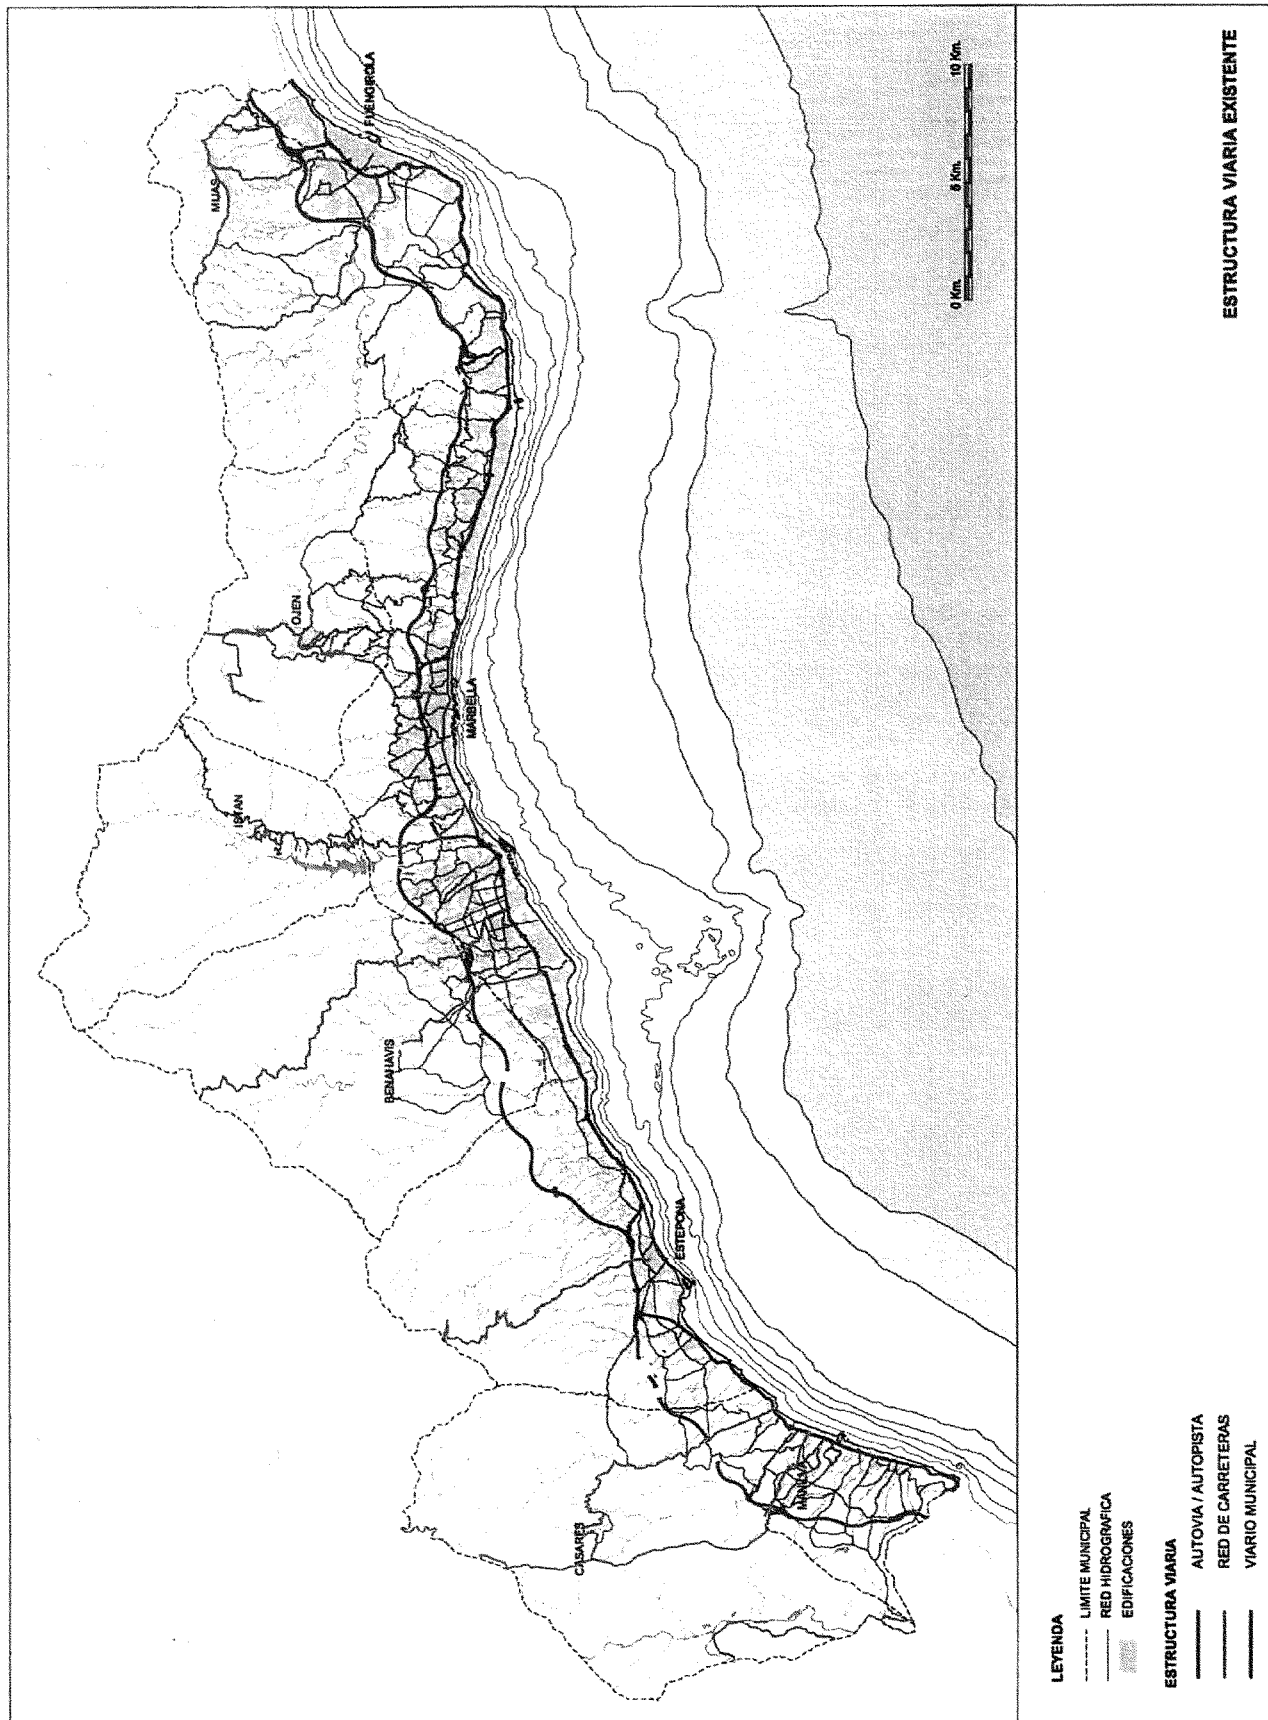 MIJAS
FUENGIROLA
OJEN
MARBELLA
ISTAN
BENAHAVIS
ESTEPONA
CASARES
MANILVA
0 Km.
5 Km.
10 Km.
ESTRUCTURA VIARIA EXISTENTE
LEYENDA
LIMITE MUNICIPAL
RED HIDROGRAFICA
EDIFICACIONES
ESTRUCTURA VIARIA
AUTOVIA / AUTOPISTA
RED DE CARRETERAS
VIARIO MUNICIPAL